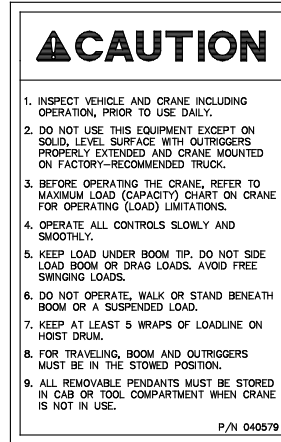 CAUTION
1. INSPECT VEHICLE AND CRANE INCLUDING
OPERATION, PRIOR TO USE DAILY.
2. DO NOT USE THIS EQUIPMENT EXCEPT ON
SOLID, LEVEL SURFACE WITH OUTRIGGERS
PROPERLY EXTENDED AND CRANE MOUNTED
ON FACTORY-RECOMMENDED TRUCK.
3. BEFORE OPERATING THE CRANE, REFER TO
MAXIMUM LOAD (CAPACITY) CHART ON CRANE
FOR OPERATING (LOAD) LIMITATIONS.
4. OPERATE ALL CONTROLS SLOWLY AND
SMOOTHLY.
5. KEEP LOAD UNDER BOOM TIP. DO NOT SIDE
LOAD BOOM OR DRAG LOADS. AVOID FREE
SWINGING LOADS.
6. DO NOT OPERATE, WALK OR STAND BENEATH
BOOM OR A SUSPENDED LOAD.
7. KEEP AT LEAST 5 WRAPS OF LOADLINE ON
HOIST DRUM.
8. FOR TRAVELING, BOOM AND OUTRIGGERS
MUST BE IN THE STOWED POSITION.
9. ALL REMOVABLE PENDANTS MUST BE STORED
IN CAB OR TOOL COMPARTMENT WHEN CRANE
IS NOT IN USE.
P/N 040579